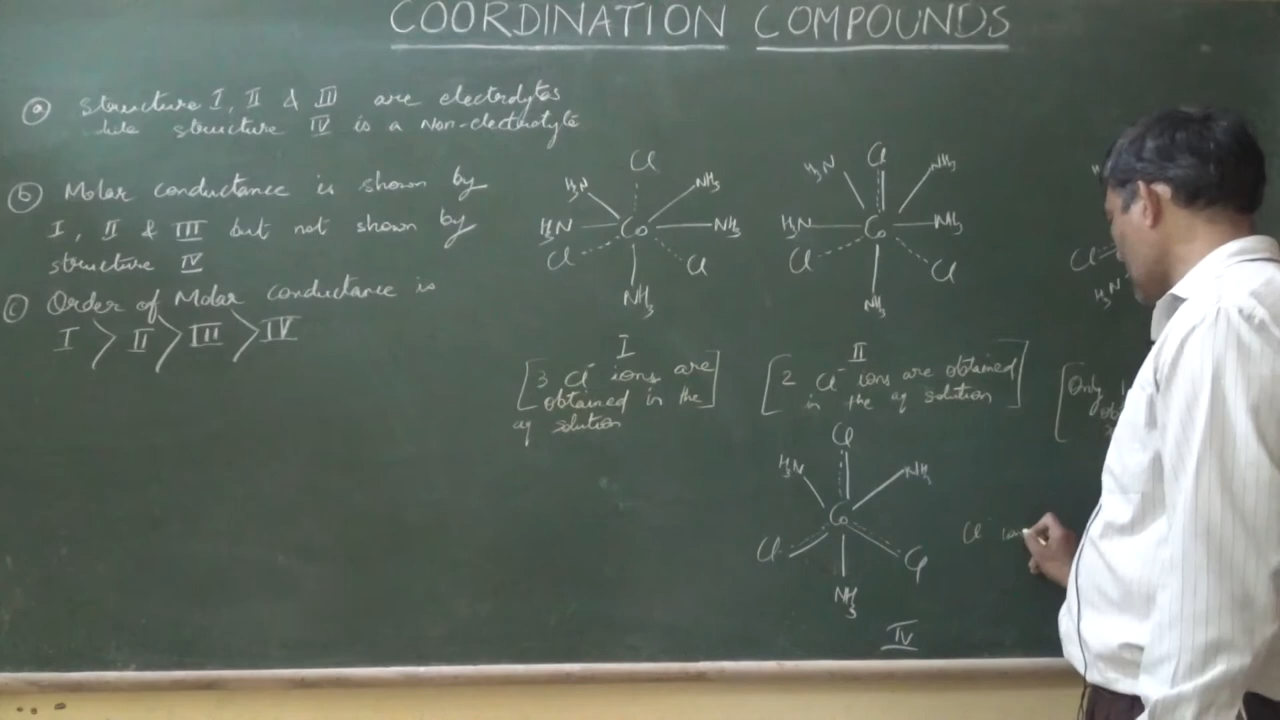 COORDINATION COMPOUNDS
(a) Structure I, II & III are electrolytes
structure IV is a Non-electrolyte
(b) Molar conductance is shown by
I, II & III but not shown by
structure IV
(c) Order of Molar conductance is
I > II > III > IV
Cl
H3N NH3
H3N Co NH3
Cl Cl
NH3
I
[3 Cl⁻ ions are
obtained in the]
aq solution
Cl
H3N NH3
H3N Co NH3
Cl Cl
NH3
II
[2 Cl⁻ ions are obtained
in the aq solution]
Cl
H3N
[Only
Cl
H3N NH3
Co
Cl Cl
NH3
IV
Cl⁻ ion